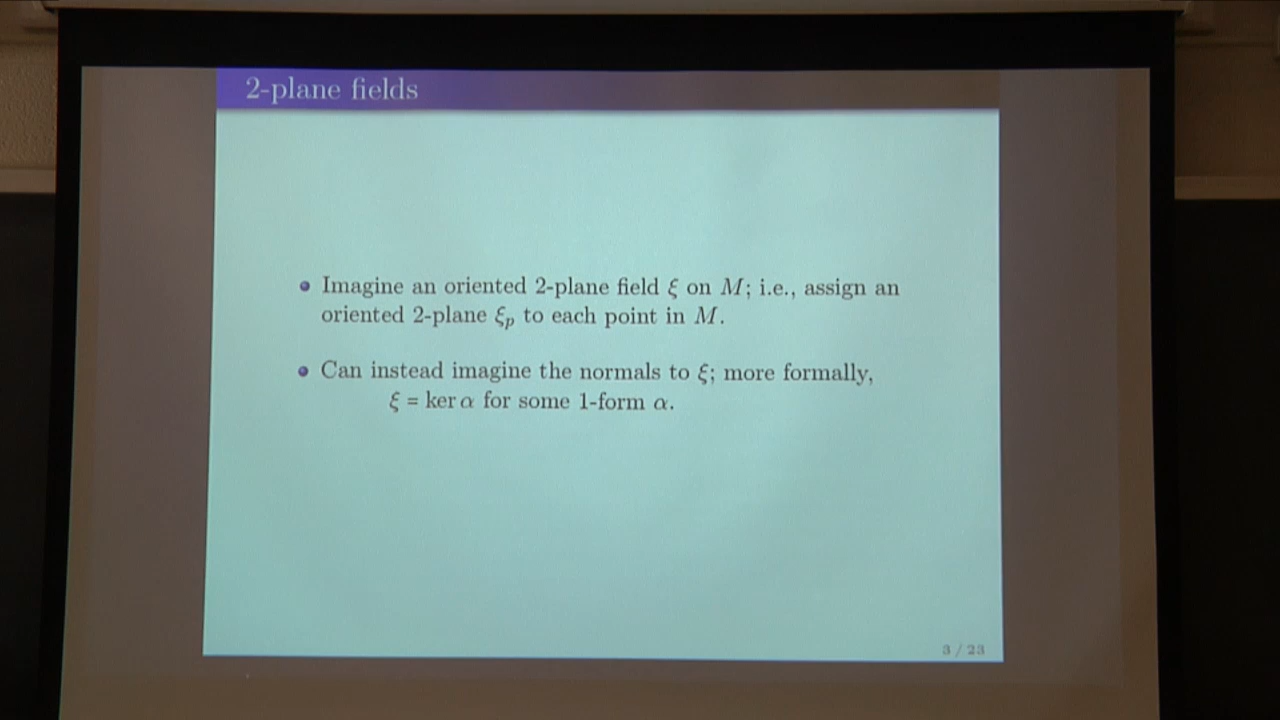 2-plane fields
Imagine an oriented 2-plane field ξ on M; i.e., assign an
oriented 2-plane ξₚ to each point in M.
Can instead imagine the normals to ξ; more formally,
ξ = ker α for some 1-form α.
3 / 23